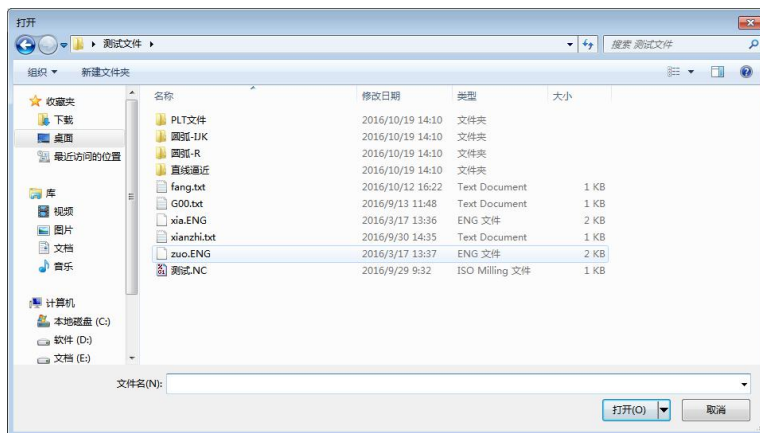 打开
测试文件
搜索 测试文件
组织
新建文件夹
收藏夹
下载
桌面
最近访问的位置
库
视频
图片
文档
音乐
计算机
本地磁盘 (C:)
软件 (D:)
文档 (E:)
名称 修改日期 类型 大小
PLT文件 2016/10/19 14:10 文件夹
圆弧-IJK 2016/10/19 14:10 文件夹
圆弧-R 2016/10/19 14:10 文件夹
直线逼近 2016/10/19 14:10 文件夹
fang.txt 2016/10/12 16:22 Text Document 1 KB
G00.txt 2016/9/13 11:48 Text Document 1 KB
xia.ENG 2016/3/17 13:36 ENG 文件 2 KB
xianzhi.txt 2016/9/30 14:35 Text Document 1 KB
zuo.ENG 2016/3/17 13:37 ENG 文件 2 KB
测试.NC 2016/9/29 9:32 ISO Milling 文件 1 KB
文件名(N):
打开(O) 取消